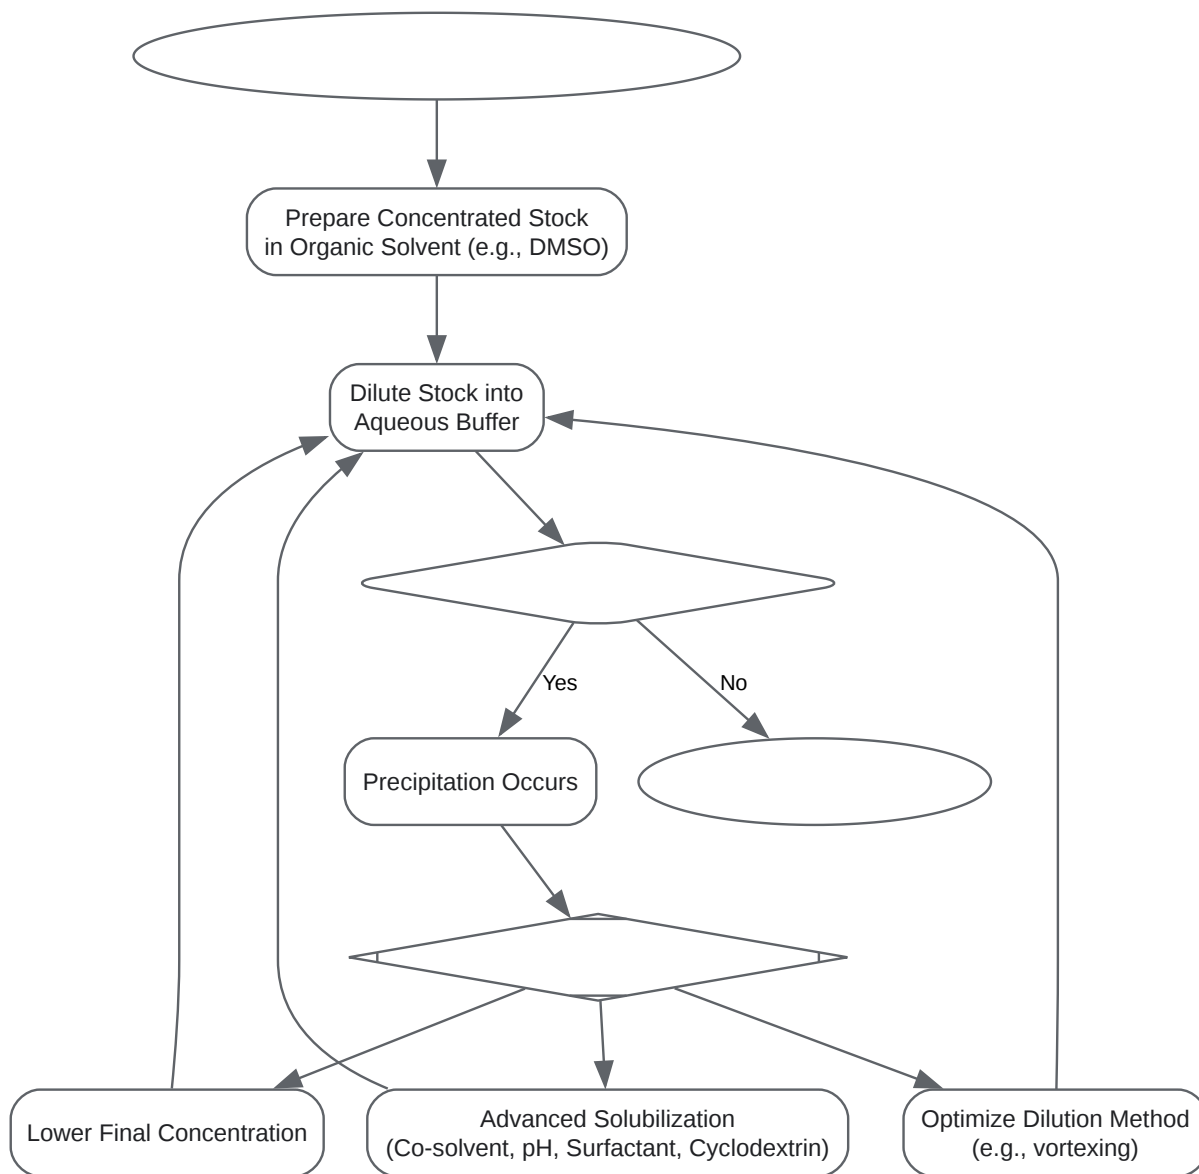 Prepare Concentrated Stock
in Organic Solvent (e.g., DMSO)
Dilute Stock into
Aqueous Buffer
Yes
No
Precipitation Occurs
Lower Final Concentration
Advanced Solubilization
(Co-solvent, pH, Surfactant, Cyclodextrin)
Optimize Dilution Method
(e.g., vortexing)